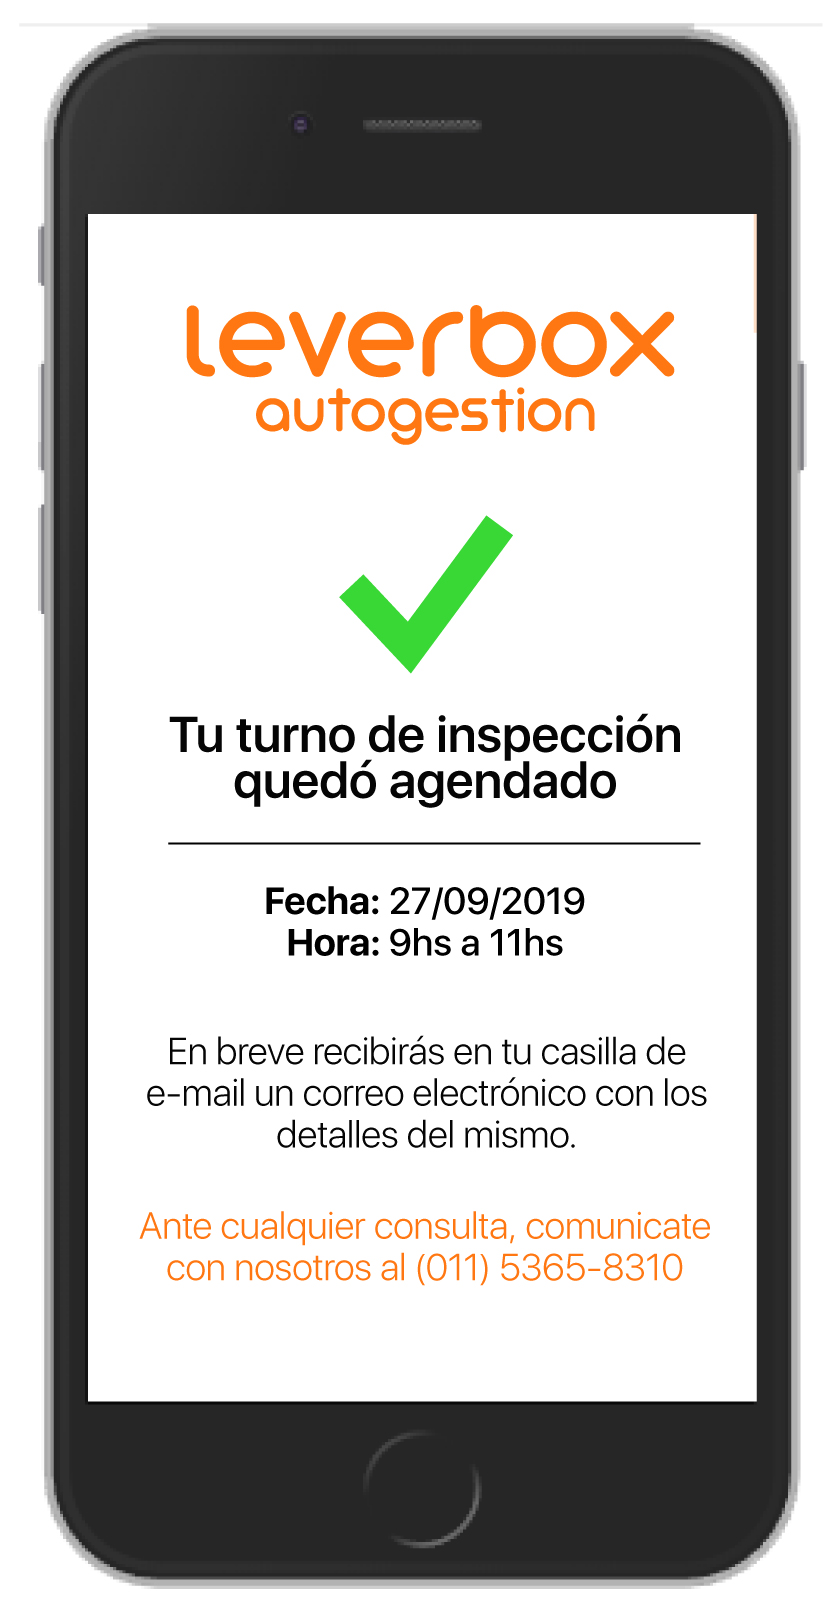 leverbox
autogestion
Tu turno de inspección
quedó agendado
Fecha: 27/09/2019
Hora: 9hs a 11hs
En breve recibirás en tu casilla de
e-mail un correo electrónico con los
detalles del mismo.
Ante cualquier consulta, comunicate
con nosotros al (011) 5365-8310